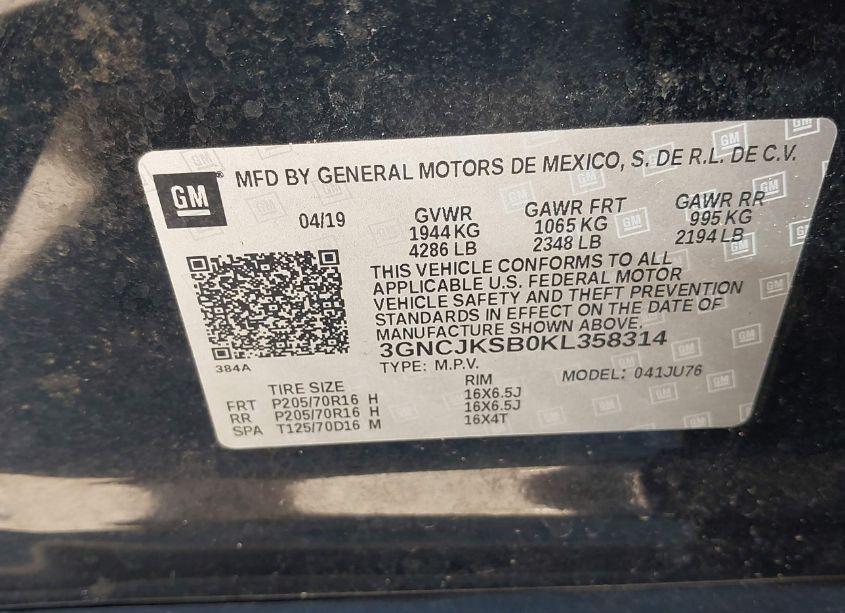 GM
MFD BY GENERAL MOTORS DE MEXICO, S. DE R.L. DE C.V.
04/19 GVWR GAWR FRT GAWR RR
1944 KG 1065 KG 995 KG
4286 LB 2348 LB 2194 LB
THIS VEHICLE CONFORMS TO ALL
APPLICABLE U.S. FEDERAL MOTOR
VEHICLE SAFETY AND THEFT PREVENTION
STANDARDS IN EFFECT ON THE DATE OF
MANUFACTURE SHOWN ABOVE.
3GNCJKSB0KL358314
384A
TYPE: M.P.V. MODEL: 041JU76
TIRE SIZE RIM
FRT P205/70R16 H 16X6.5J
RR P205/70R16 H 16X6.5J
SPA T125/70D16 M 16X4T